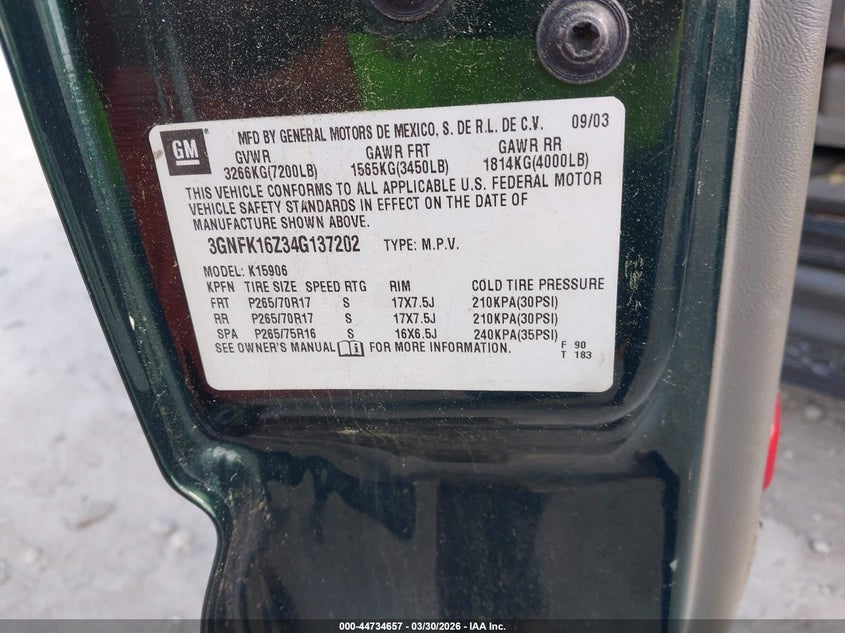 GM®
MFD BY GENERAL MOTORS DE MEXICO, S. DE R.L. DE C.V. 09/03
GVWR GAWR FRT GAWR RR
3266KG(7200LB) 1565KG(3450LB) 1814KG(4000LB)
THIS VEHICLE CONFORMS TO ALL APPLICABLE U.S. FEDERAL MOTOR
VEHICLE SAFETY STANDARDS IN EFFECT ON THE DATE OF
MANUFACTURE SHOWN ABOVE.
3GNFK16Z34G137202 TYPE: M.P.V.
MODEL: K15906
KPFN TIRE SIZE SPEED RTG RIM COLD TIRE PRESSURE
FRT P265/70R17 S 17X7.5J 210KPA(30PSI)
RR P265/70R17 S 17X7.5J 210KPA(30PSI)
SPA P265/75R16 S 16X6.5J 240KPA(35PSI)
SEE OWNER'S MANUAL FOR MORE INFORMATION. F 90
T 183
000-44734657 - 03/30/2026 - IAA Inc.